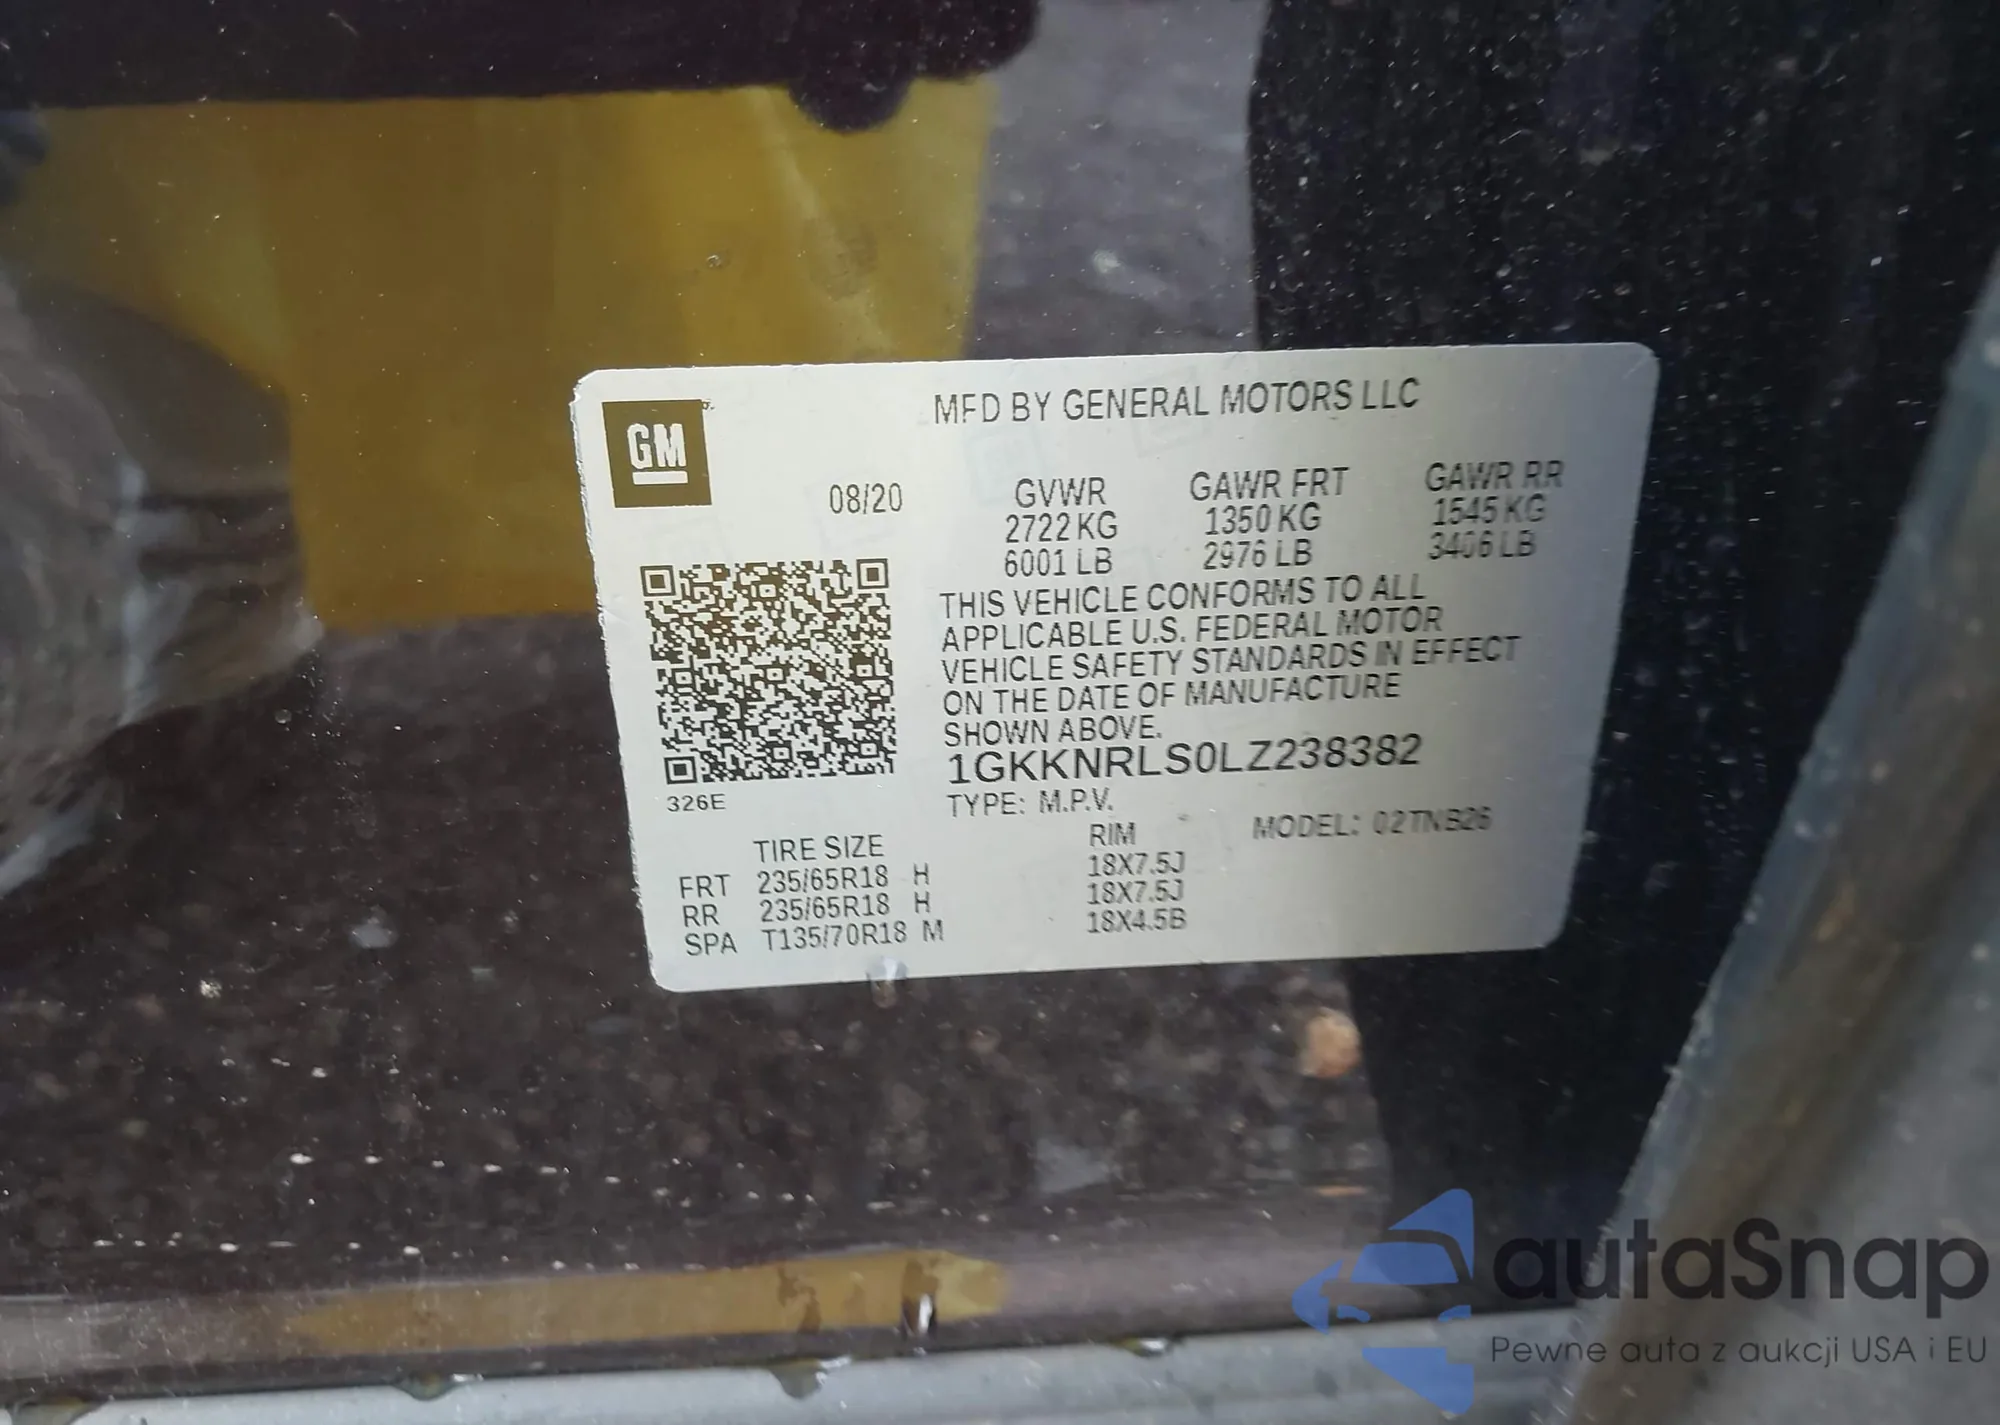 MFD BY GENERAL MOTORS LLC
GM
08/20
GVWR GAWR FRT GAWR RR
2722 KG 1350 KG 1545 KG
6001 LB 2976 LB 3406 LB
THIS VEHICLE CONFORMS TO ALL
APPLICABLE U.S. FEDERAL MOTOR
VEHICLE SAFETY STANDARDS IN EFFECT
ON THE DATE OF MANUFACTURE
SHOWN ABOVE.
1GKKNRLS0LZ238382
326E
TYPE: M.P.V.
MODEL: 02TNB26
TIRE SIZE RIM
FRT 235/65R18 H 18X7.5J
RR 235/65R18 H 18X7.5J
SPA T135/70R18 M 18X4.5B
autaSnap
Pewne auta z aukcji USA i EU